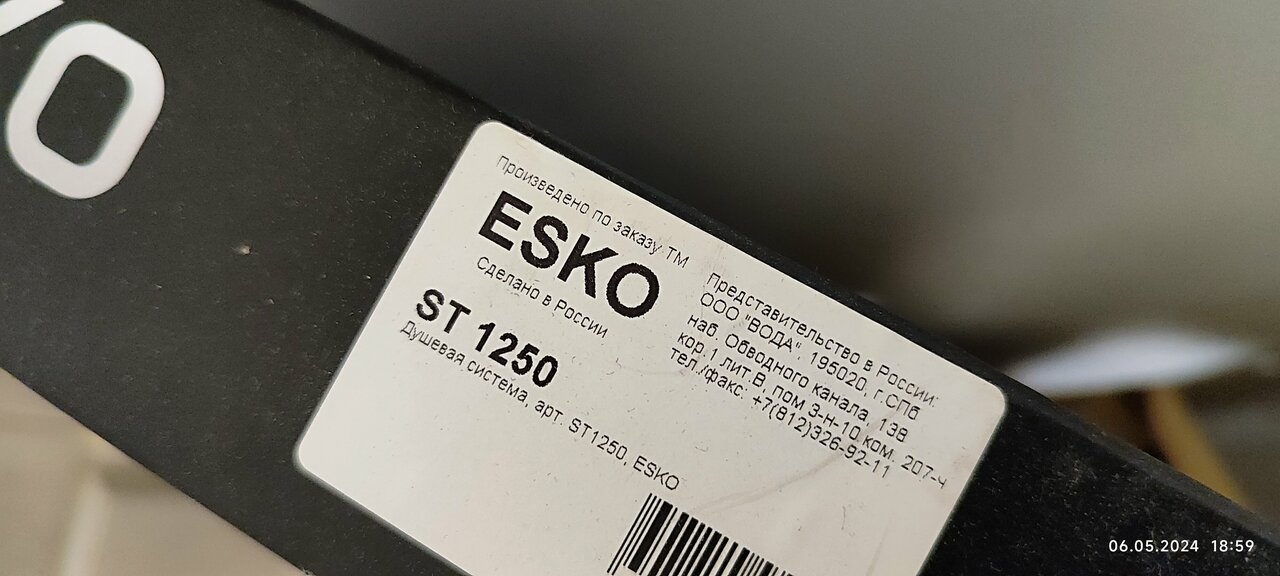 Произведено по заказу ТМ
ESKO
Сделано в России
ST 1250
Душевая система, арт. ST1250, ESKO
Представительство в России:
ООО "ВОДА", 195020, г.СПб
наб. Обводного канала, 138
кор.1 лит.В, пом 3-н-10,ком. 207-ч
тел./факс: +7(812)326-92-11
06.05.2024 18:59